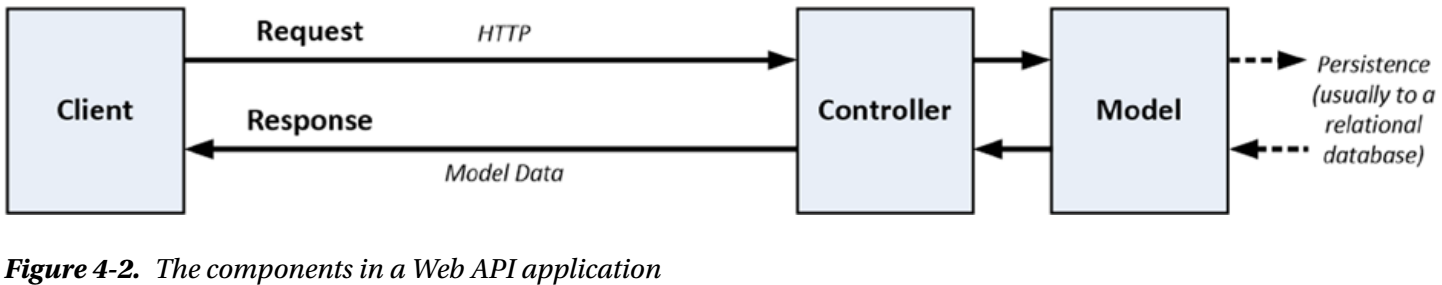 Request HTTP
Client
Response
Model Data
Controller
Model
Persistence
(usually to a
relational
database)
Figure 4-2. The components in a Web API application